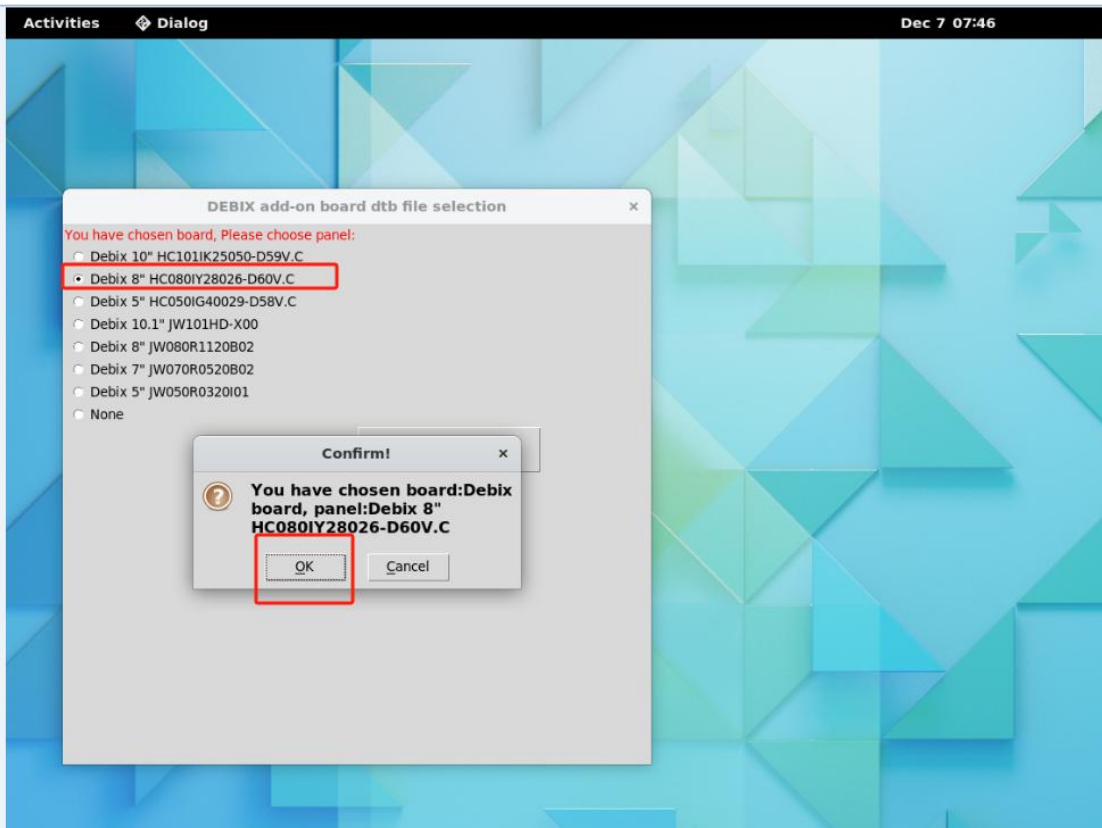 Activities Dialog Dec 7 07:46
DEBIX add-on board dtb file selection
You have chosen board, Please choose panel:
Debix 10" HC101IK25050-D59V.C
Debix 8" HC080IY28026-D60V.C
Debix 5" HC050IG40029-D58V.C
Debix 10.1" JW101HD-X00
Debix 8" JW080R1120B02
Debix 7" JW070R0520B02
Debix 5" JW050R0320I01
None
Confirm!
You have chosen board:Debix
board, panel:Debix 8"
HC080IY28026-D60V.C
OK Cancel